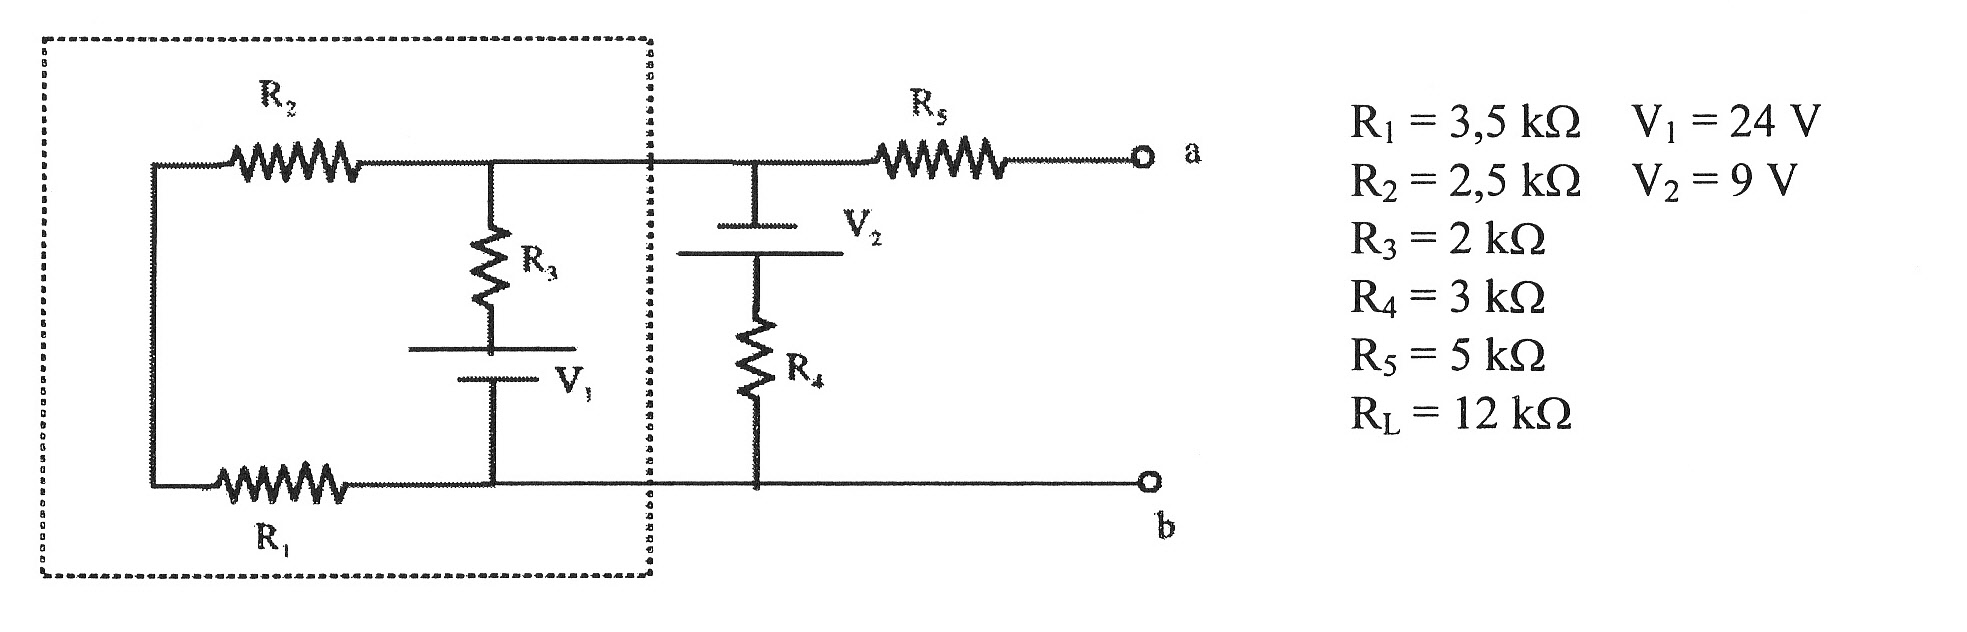 R₂
R₅
a
V₂
R₃
V₁
R₄
R₁
b
R₁ = 3,5 kΩ V₁ = 24 V
R₂ = 2,5 kΩ V₂ = 9 V
R₃ = 2 kΩ
R₄ = 3 kΩ
R₅ = 5 kΩ
R_L = 12 kΩ